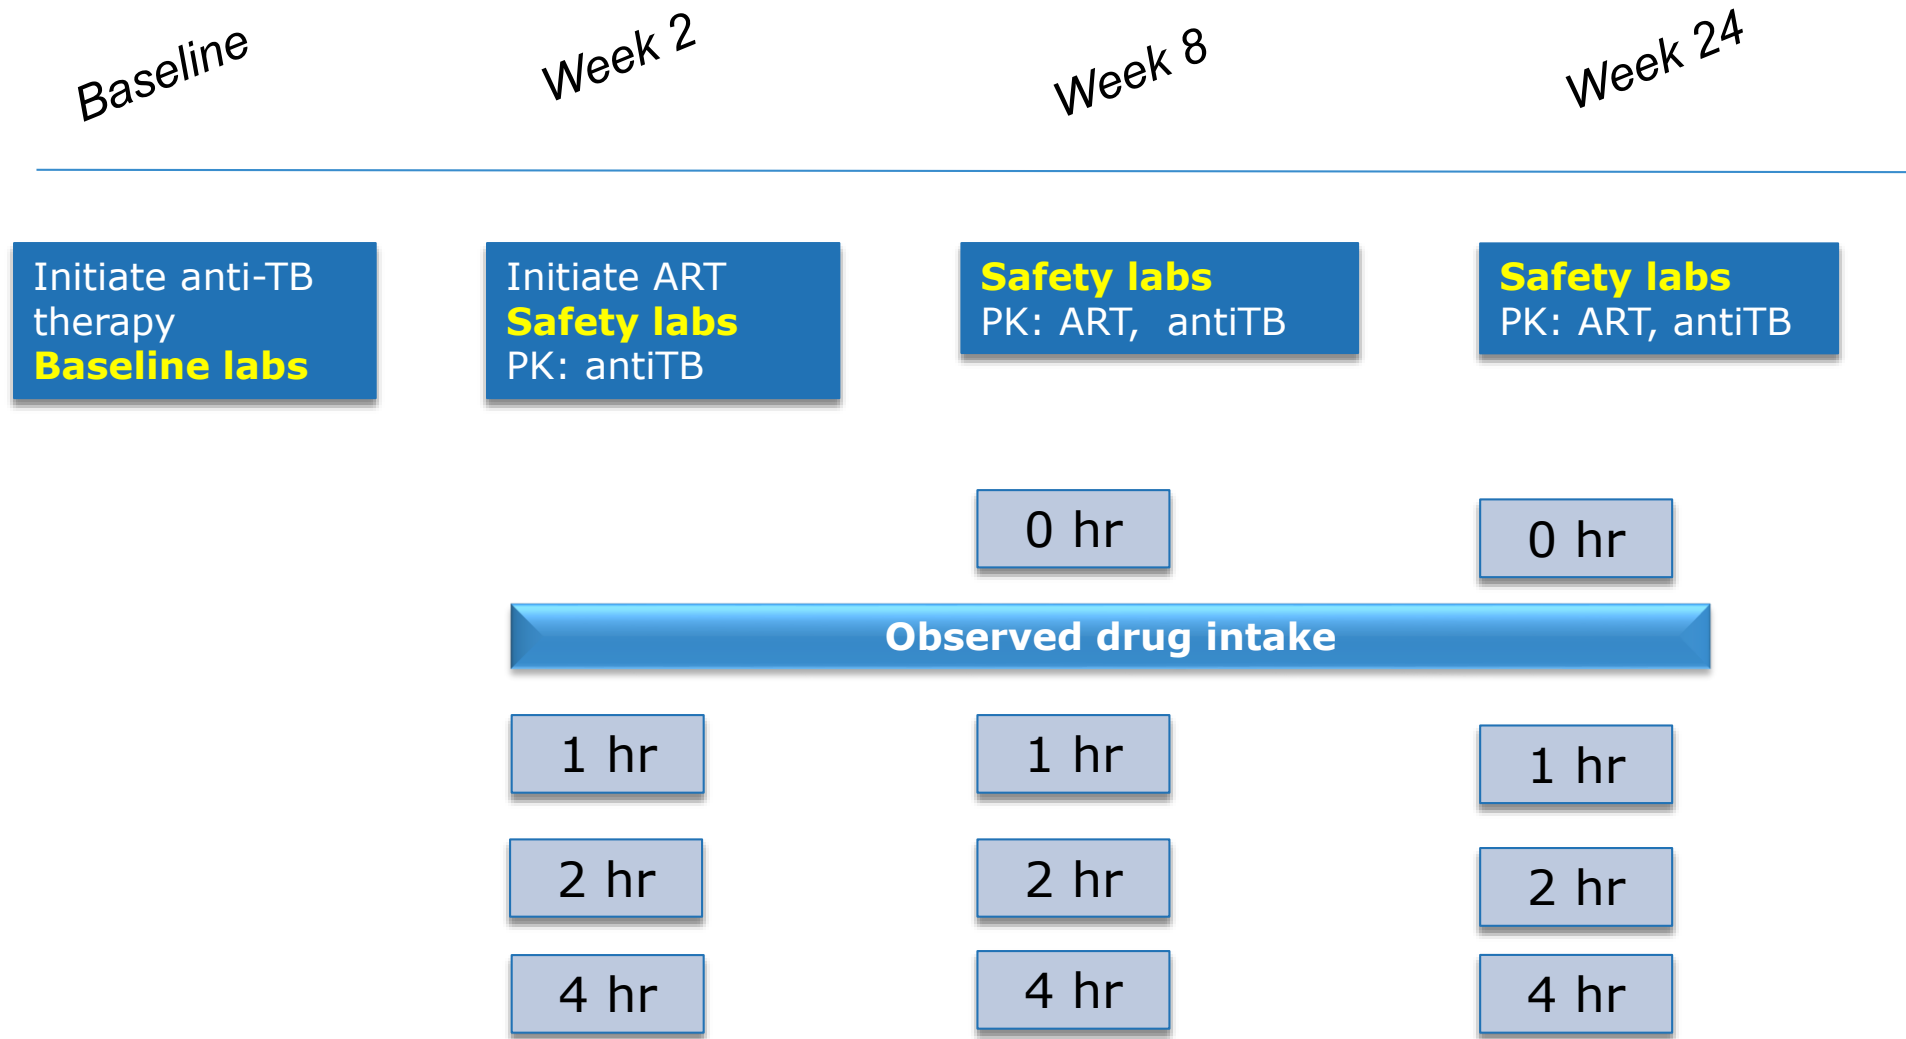 Baseline
Week 2
Week 8
Week 24
Initiate anti-TB
therapy
Baseline labs
Initiate ART
Safety labs
PK: antiTB
Safety labs
PK: ART, antiTB
Safety labs
PK: ART, antiTB
0 hr
0 hr
Observed drug intake
1 hr
1 hr
1 hr
2 hr
2 hr
2 hr
4 hr
4 hr
4 hr